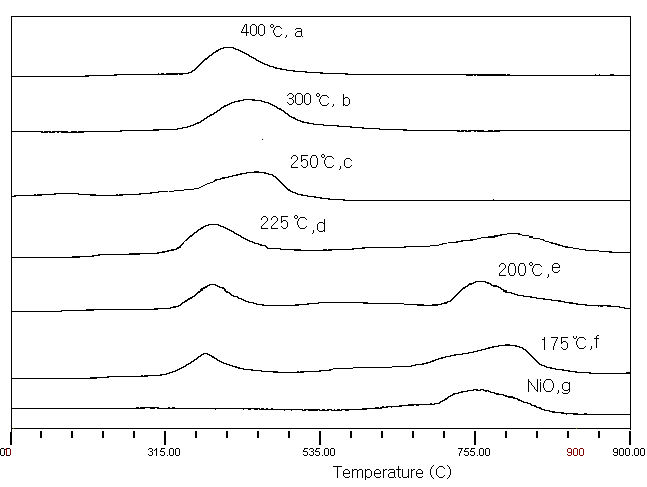 400℃, a
300℃, b
250℃,c
225℃,d
200℃,e
175℃,f
NiO,g
00 315.00 535.00 755.00 900 900.00
Temperature (C)